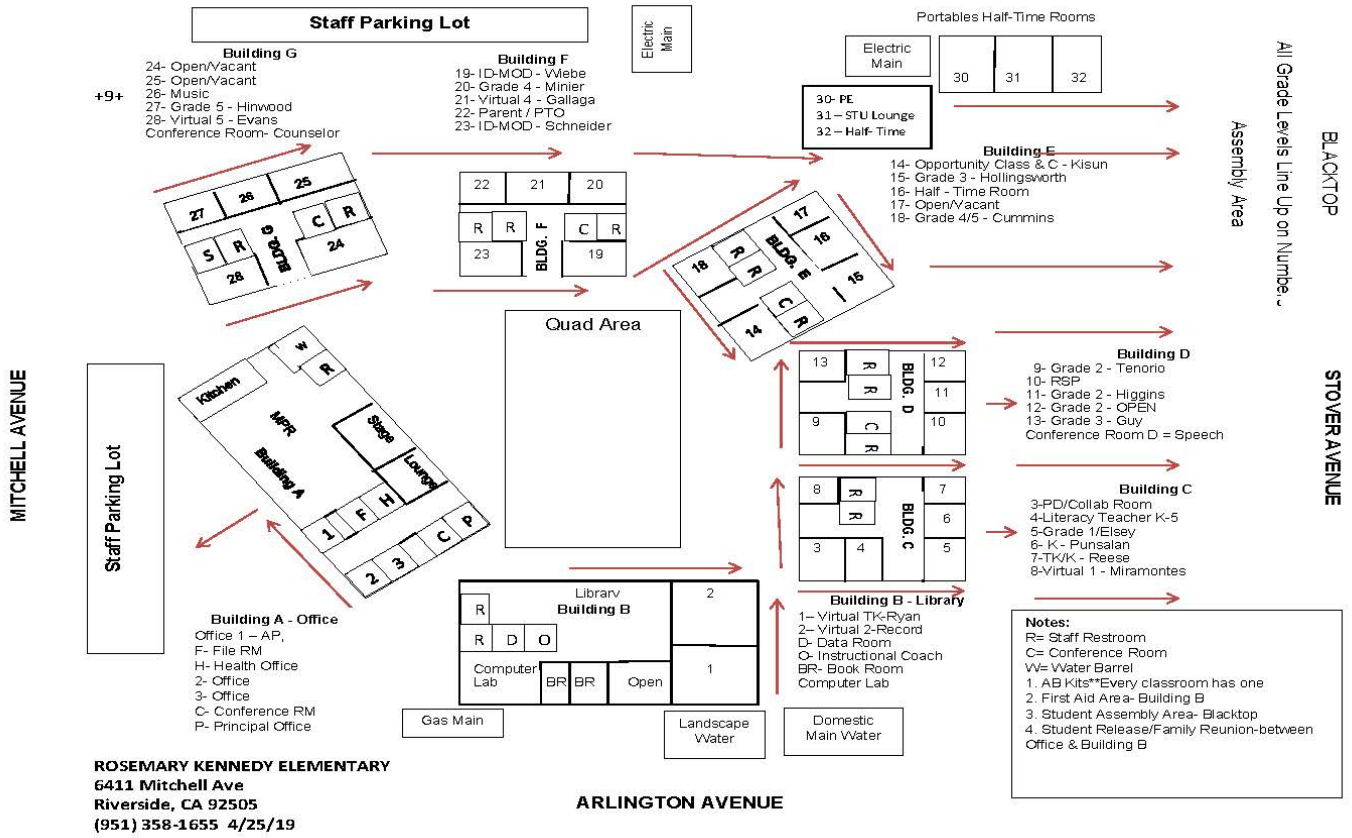 Staff Parking Lot
Electric
Main
Portables Half-Time Rooms
Electric
Main
30
31
32
30- PE
31 – STU Lounge
32 – Half- Time
All Grade Levels Line Up on Numbe..
Assembly Area
BLACKTOP
+9+
Building G
24- Open/Vacant
25- Open/Vacant
26- Music
27- Grade 5 - Hinwood
28- Virtual 5 - Evans
Conference Room- Counselor
Building F
19- ID-MOD - Wiebe
20- Grade 4 - Minier
21- Virtual 4 - Gallaga
22- Parent / PTO
23- ID-MOD - Schneider
Building E
14- Opportunity Class & C - Kisun
15- Grade 3 - Hollingsworth
16- Half - Time Room
17- Open/Vacant
18- Grade 4/5 - Cummins
27
26
25
S
R
BLDG. G
C
R
28
24
22
21
20
R
R
BLDG. F
C
R
23
19
17
16
15
18
R
R
BLDG. E
C
R
14
MITCHELL AVENUE
Staff Parking Lot
Kitchen
W
R
MPR
Building A
Stage
Lounge
1
F
H
2
3
C
P
Quad Area
13
R
R
BLDG. D
12
11
9
C
R
10
Building D
9- Grade 2 - Tenorio
10- RSP
11- Grade 2 - Higgins
12- Grade 2 - OPEN
13- Grade 3 - Guy
Conference Room D = Speech
STOVER AVENUE
8
R
R
BLDG. C
7
6
3
4
5
Building C
3-PD/Collab Room
4-Literacy Teacher K-5
5-Grade 1/Elsey
6- K - Punsalan
7-TK/K - Reese
8-Virtual 1 - Miramontes
Building A - Office
Office 1 – AP,
F- File RM
H- Health Office
2- Office
3- Office
C- Conference RM
P- Principal Office
Library
Building B
R
R
D
O
2
Computer
Lab
BR
BR
Open
1
Building B - Library
1– Virtual TK-Ryan
2– Virtual 2-Record
D- Data Room
O- Instructional Coach
BR- Book Room
Computer Lab
Notes:
R= Staff Restroom
C= Conference Room
W= Water Barrel
1. AB Kits**Every classroom has one
2. First Aid Area- Building B
3. Student Assembly Area- Blacktop
4. Student Release/Family Reunion-between
Office & Building B
Gas Main
Landscape
Water
Domestic
Main Water
ROSEMARY KENNEDY ELEMENTARY
6411 Mitchell Ave
Riverside, CA 92505
(951) 358-1655  4/25/19
ARLINGTON AVENUE